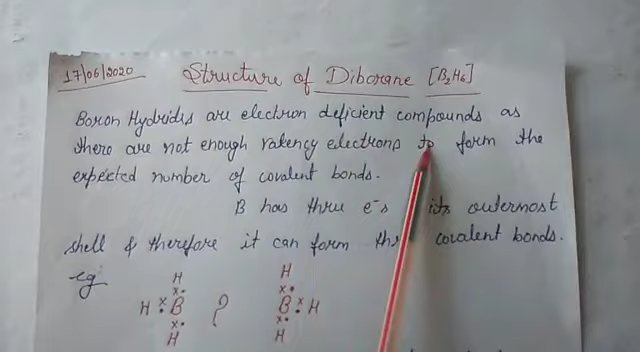 17/06/2020 Structure of Diborane [B2H6]
Boron Hydrides are electron deficient compounds as
there are not enough valency electrons to form the
expected number of covalent bonds.
B has three e-s its outermost
shell & therefore it can form covalent bonds.
eg
H H
H B ? B H
H H